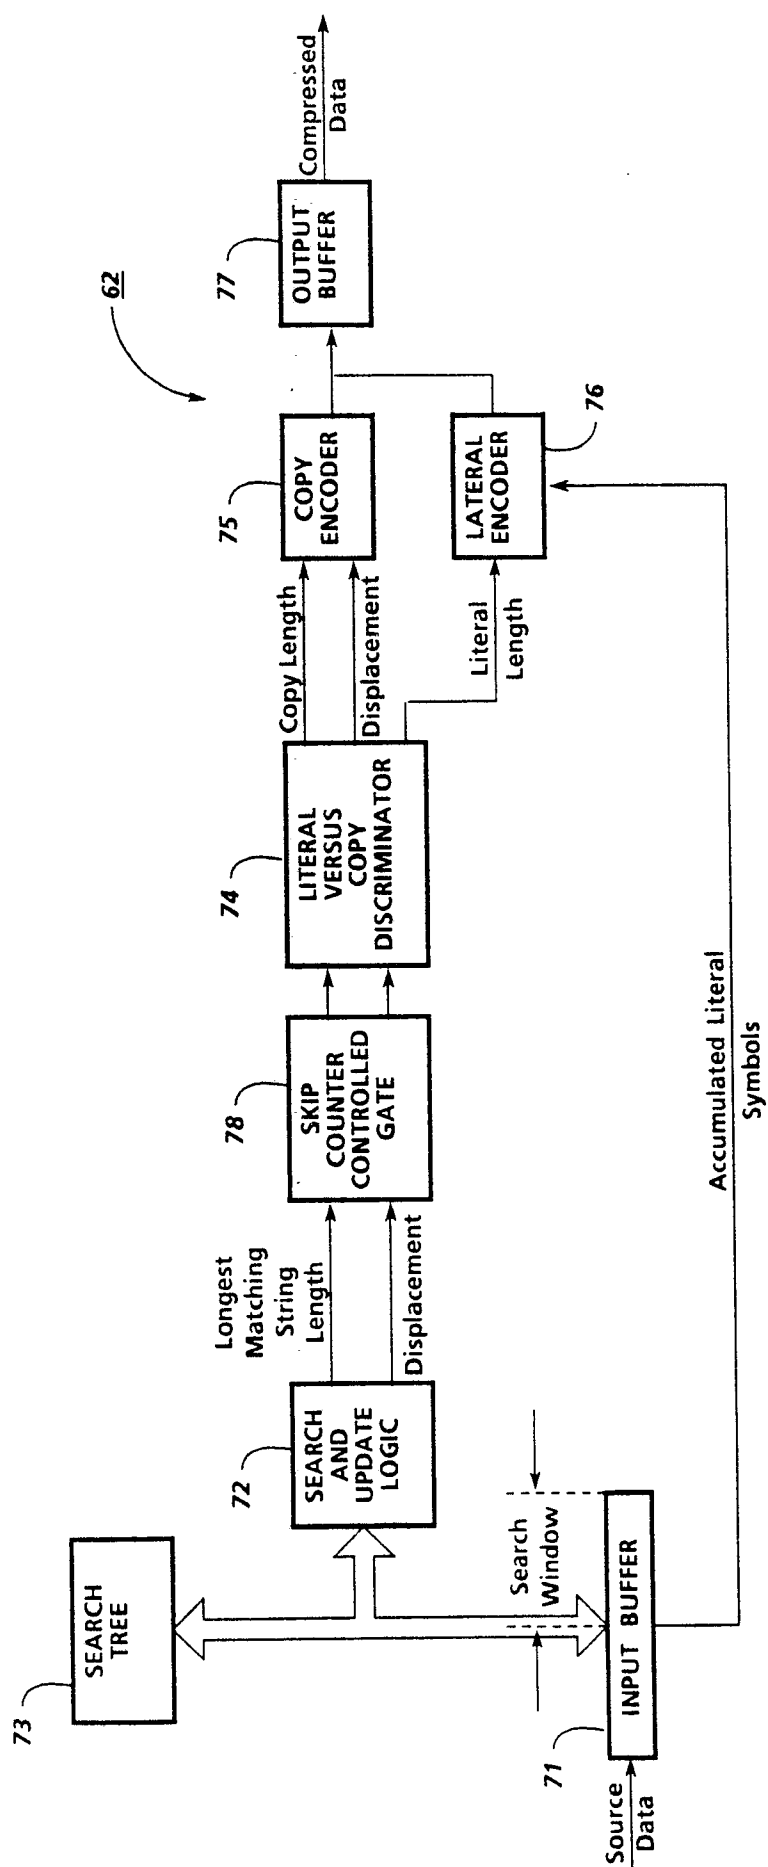 62
73
SEARCH
TREE
72
SEARCH
AND
UPDATE
LOGIC
Longest
Matching
String
Length
Displacement
78
SKIP
COUNTER
CONTROLLED
GATE
74
LITERAL
VERSUS
COPY
DISCRIMINATOR
Copy Length
Displacement
75
COPY
ENCODER
77
OUTPUT
BUFFER
Compressed
Data
Literal
Length
LATERAL
ENCODER
76
Search
Window
71
INPUT BUFFER
Source
Data
Accumulated Literal
Symbols